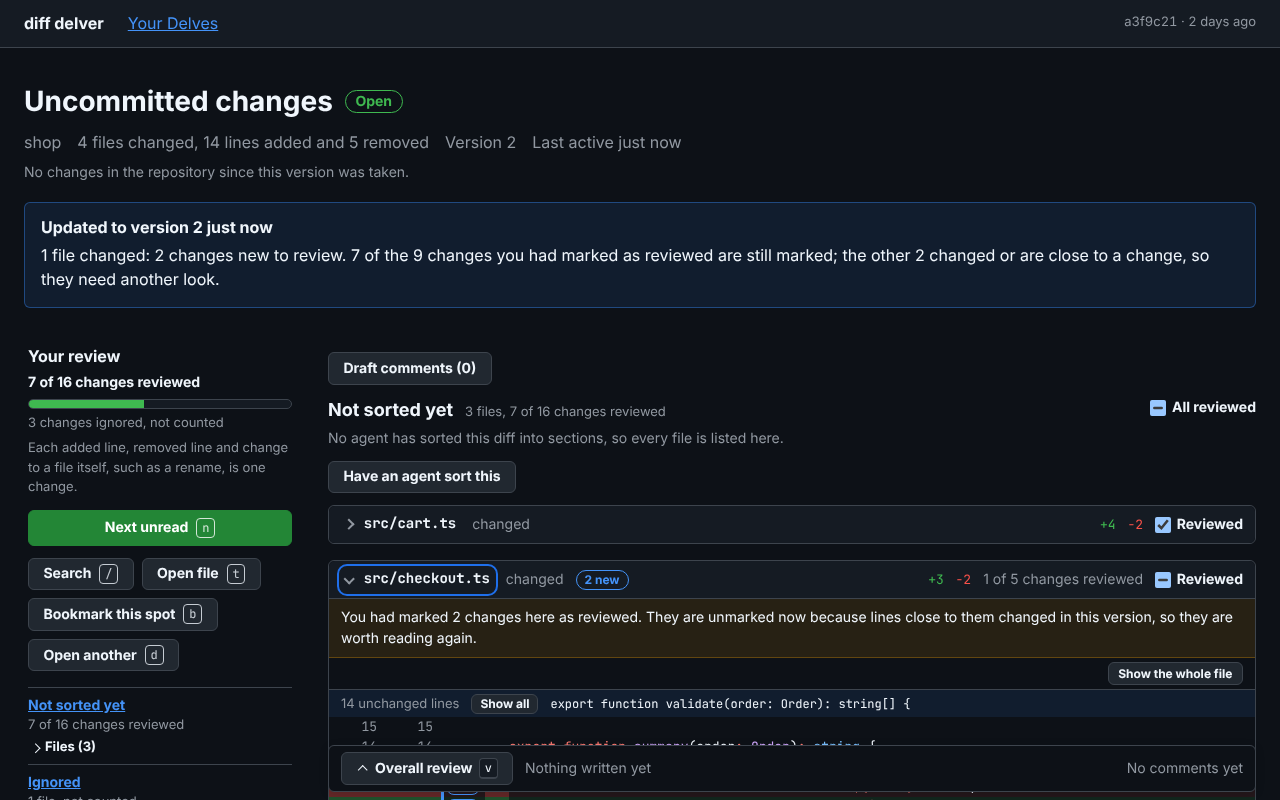 diff delver Your Delves a3f9c21 · 2 days ago
Uncommitted changes Open
shop 4 files changed, 14 lines added and 5 removed Version 2 Last active just now
No changes in the repository since this version was taken.
Updated to version 2 just now
1 file changed: 2 changes new to review. 7 of the 9 changes you had marked as reviewed are still marked; the other 2 changed or are close to a change, so
they need another look.
Your review
7 of 16 changes reviewed
3 changes ignored, not counted
Each added line, removed line and change
to a file itself, such as a rename, is one
change.
Next unread n
Search / Open file t
Bookmark this spot b
Open another d
Not sorted yet
7 of 16 changes reviewed
Files (3)
Ignored
1 file, not counted
Draft comments (0)
Not sorted yet 3 files, 7 of 16 changes reviewed All reviewed
No agent has sorted this diff into sections, so every file is listed here.
Have an agent sort this
src/cart.ts changed +4 -2 Reviewed
src/checkout.ts changed 2 new +3 -2 1 of 5 changes reviewed Reviewed
You had marked 2 changes here as reviewed. They are unmarked now because lines close to them changed in this version, so they are
worth reading again.
Show the whole file
14 unchanged lines Show all export function validate(order: Order): string[] {
15 15
16 16 export function summary(order: Order): string {
Overall review v Nothing written yet No comments yet